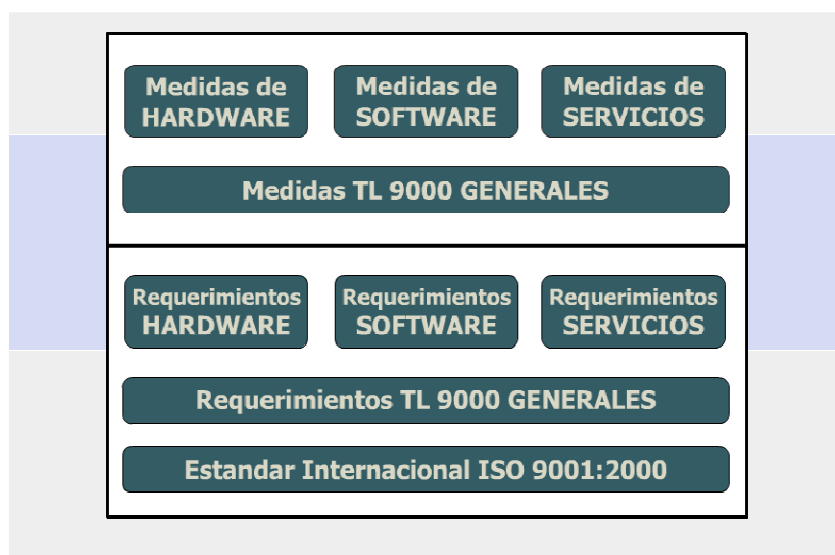 Medidas de
HARDWARE
Medidas de
SOFTWARE
Medidas de
SERVICIOS
Medidas TL 9000 GENERALES
Requerimientos
HARDWARE
Requerimientos
SOFTWARE
Requerimientos
SERVICIOS
Requerimientos TL 9000 GENERALES
Estandar Internacional ISO 9001:2000